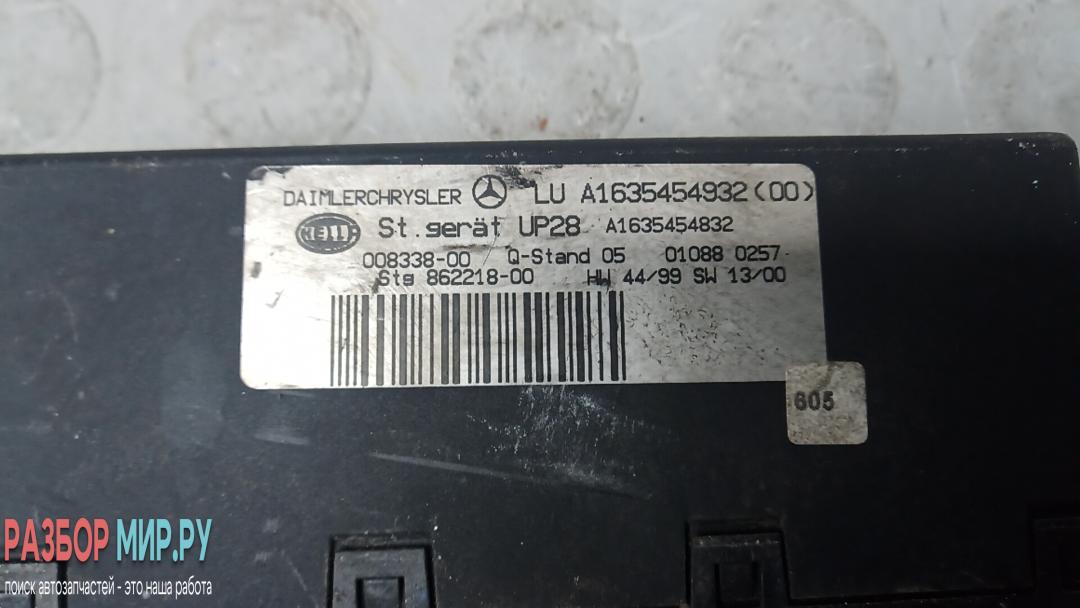 DAIMLERCHRYSLER LU A1635454932(00)
HELLA St.gerät UP28 A1635454832
008338-00 Q-Stand 05 01088 0257
Stg 862218-00 HW 44/99 SW 13/00
605
РАЗБОР МИР.РУ
поиск автозапчастей - это наша работа